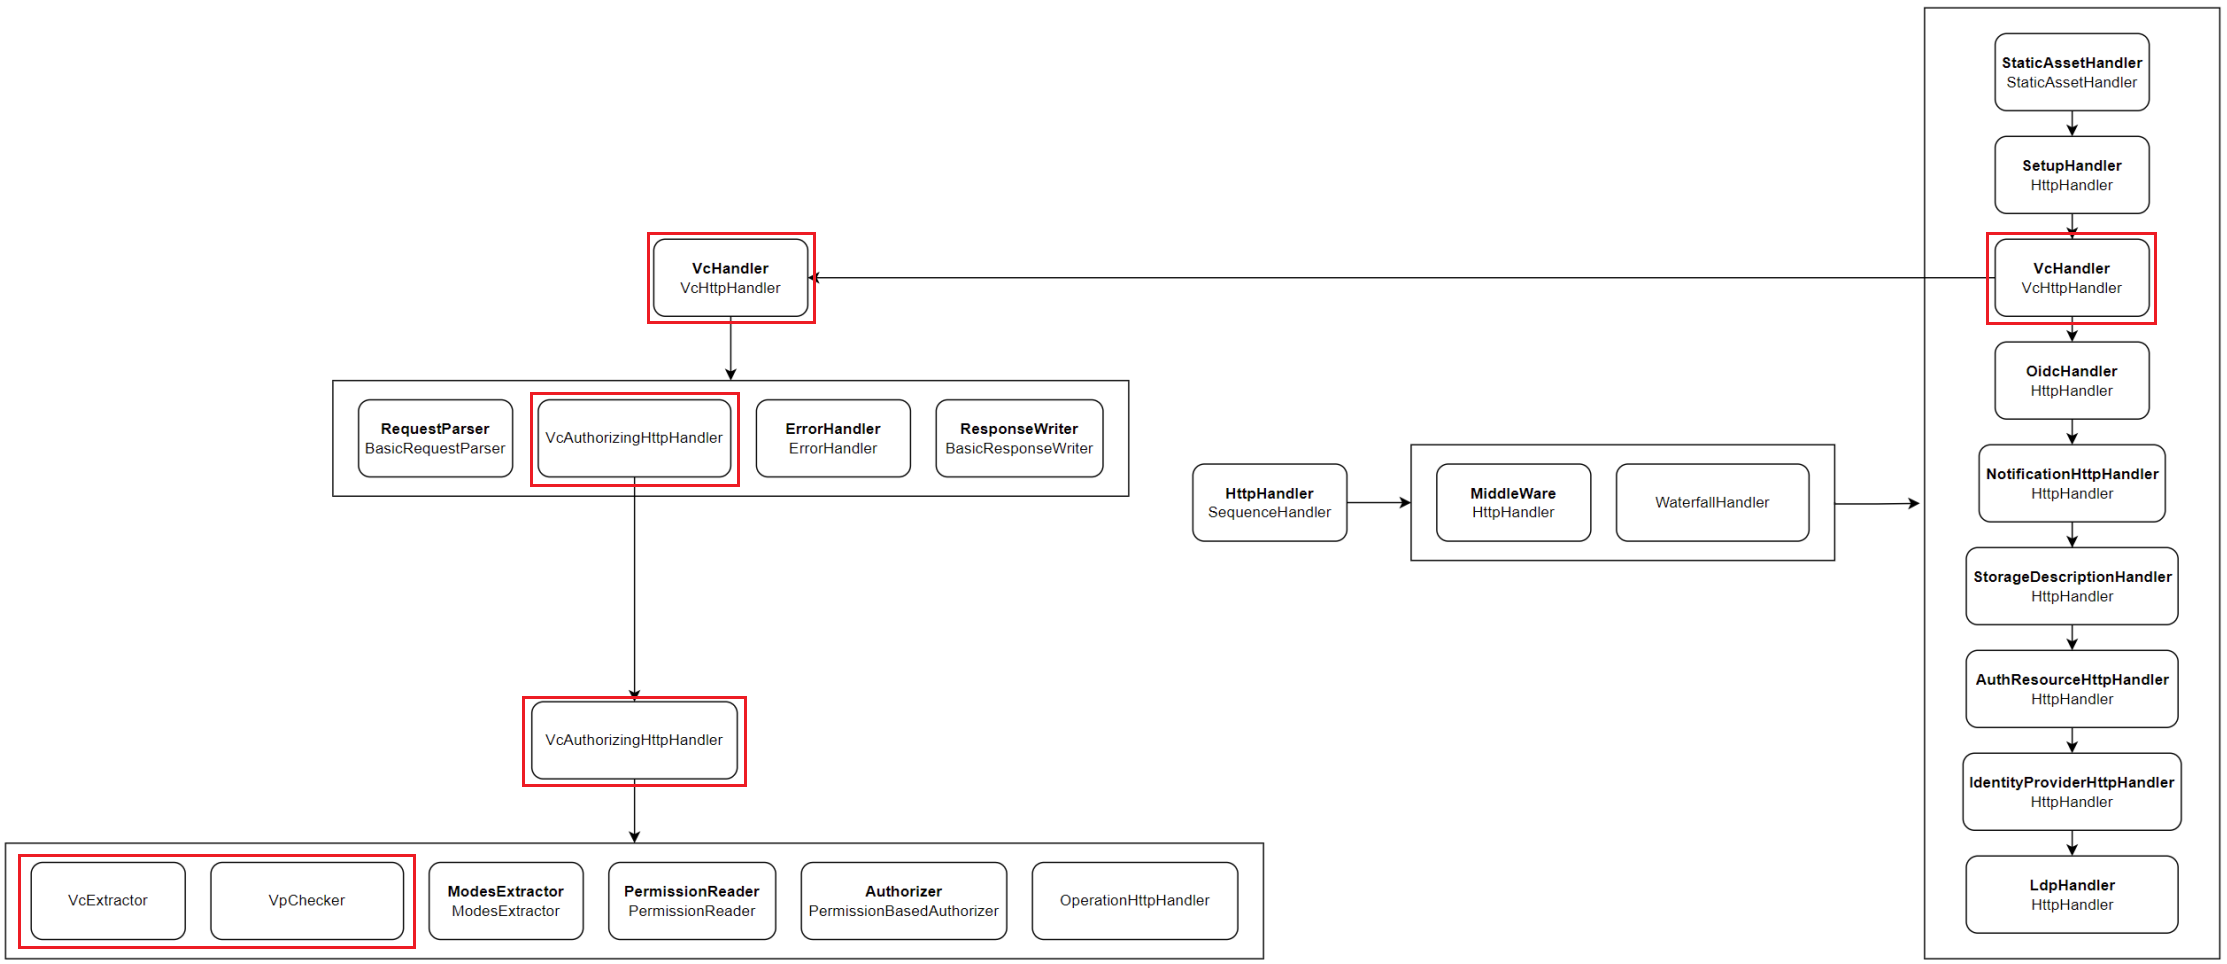 StaticAssetHandler
StaticAssetHandler
SetupHandler
HttpHandler
VcHandler
VcHttpHandler
VcHandler
VcHttpHandler
OidcHandler
HttpHandler
RequestParser
BasicRequestParser
VcAuthorizingHttpHandler
ErrorHandler
ErrorHandler
ResponseWriter
BasicResponseWriter
HttpHandler
SequenceHandler
MiddleWare
HttpHandler
WaterfallHandler
NotificationHttpHandler
HttpHandler
StorageDescriptionHandler
HttpHandler
AuthResourceHttpHandler
HttpHandler
VcAuthorizingHttpHandler
IdentityProviderHttpHandler
HttpHandler
VcExtractor
VpChecker
ModesExtractor
ModesExtractor
PermissionReader
PermissionReader
Authorizer
PermissionBasedAuthorizer
OperationHttpHandler
LdpHandler
HttpHandler